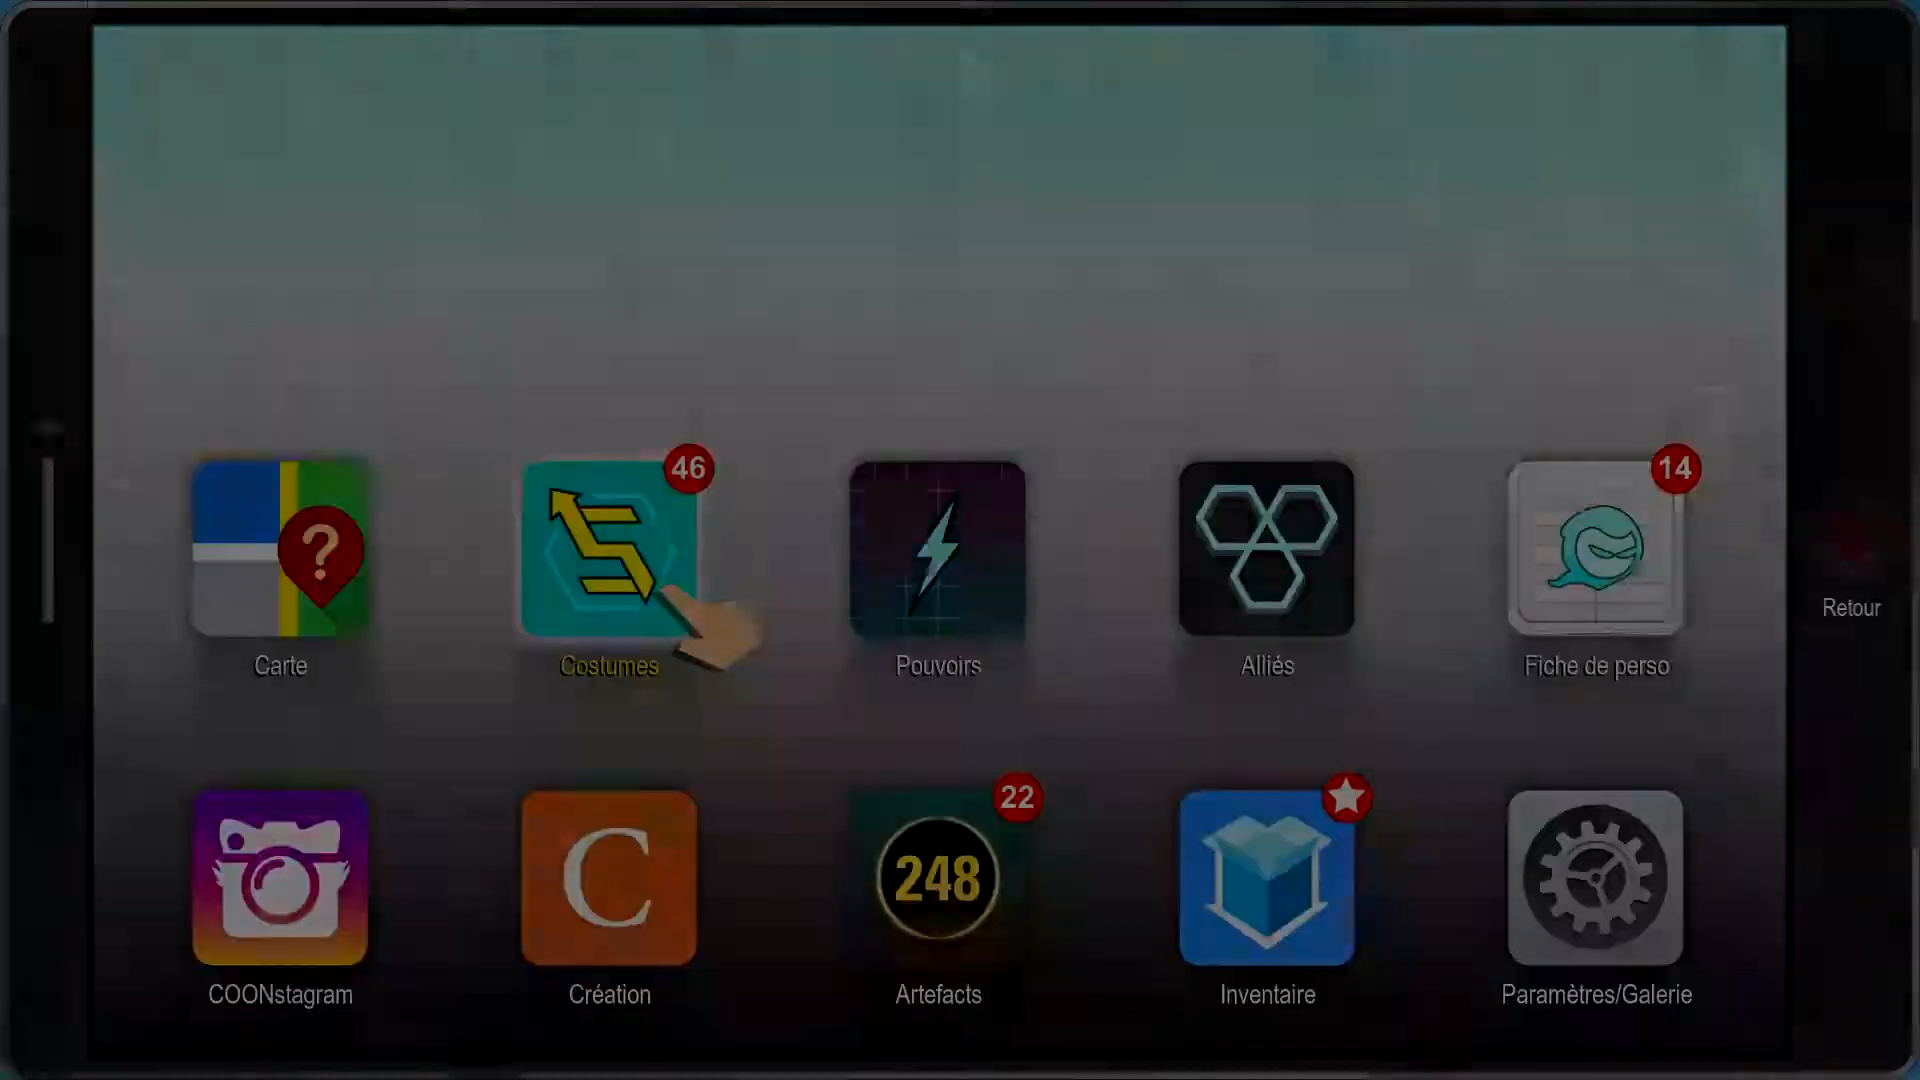 46
14
?
Carte
Costumes
Pouvoirs
Alliés
Fiche de perso
Retour
22
C
248
COONstagram
Création
Artefacts
Inventaire
Paramètres/Galerie